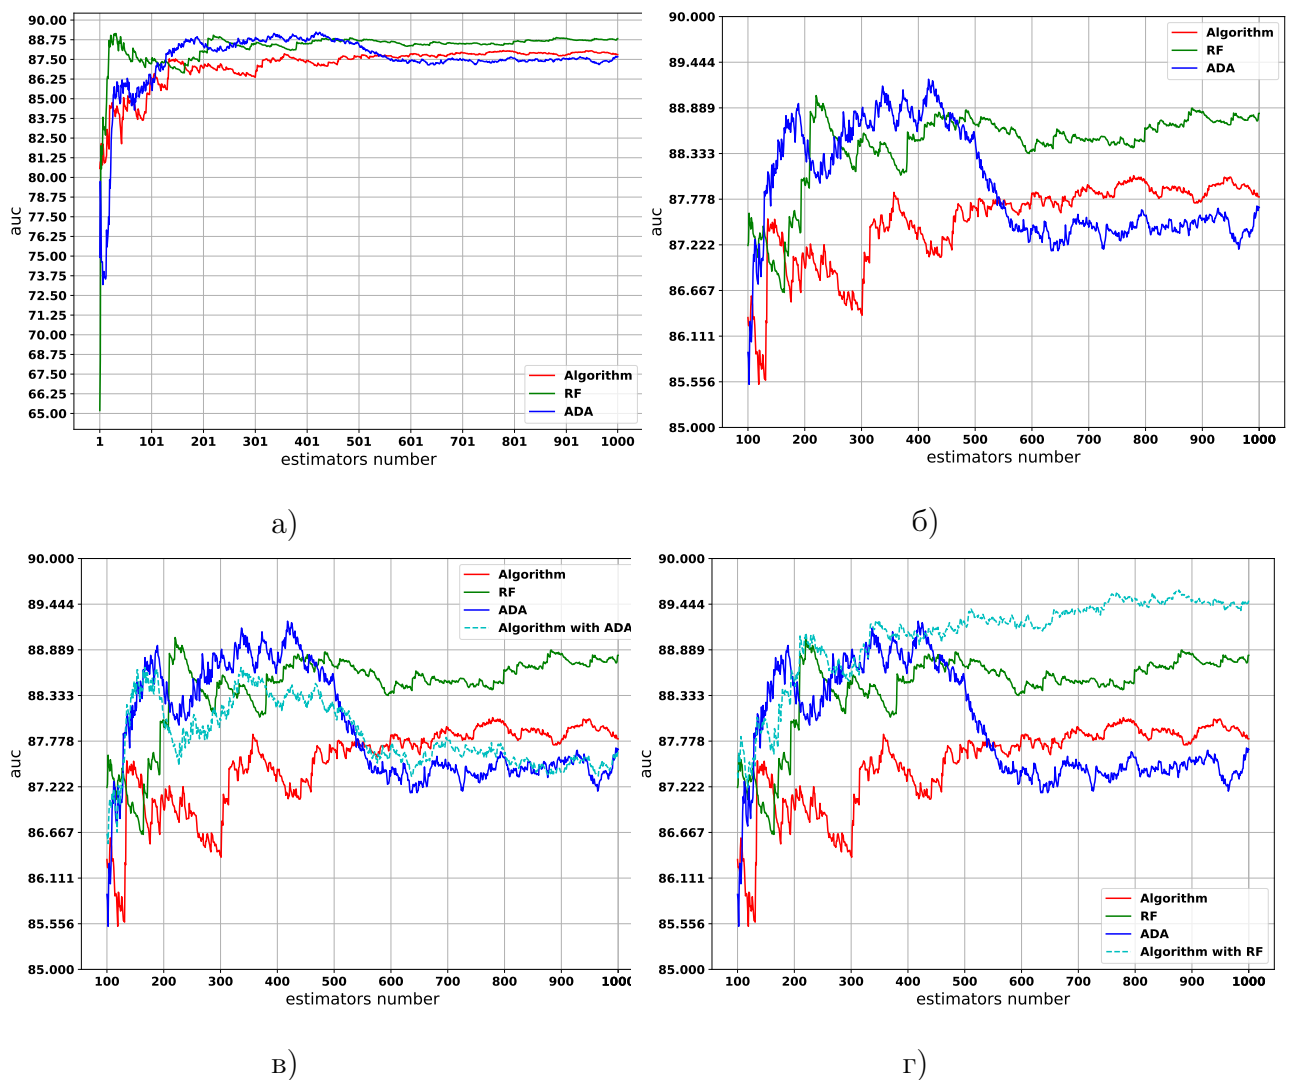 90.00
88.75
87.50
86.25
85.00
83.75
82.50
81.25
80.00
78.75
77.50
76.25
75.00
73.75
72.50
71.25
70.00
68.75
67.50
66.25
65.00
auc
1 101 201 301 401 501 601 701 801 901 1000
estimators number
Algorithm
RF
ADA
а)
90.000
89.444
88.889
88.333
87.778
87.222
86.667
86.111
85.556
85.000
auc
100 200 300 400 500 600 700 800 900 1000
estimators number
Algorithm
RF
ADA
б)
90.000
89.444
88.889
88.333
87.778
87.222
86.667
86.111
85.556
85.000
auc
100 200 300 400 500 600 700 800 900 1000
estimators number
Algorithm
RF
ADA
Algorithm with ADA
в)
90.000
89.444
88.889
88.333
87.778
87.222
86.667
86.111
85.556
85.000
auc
100 200 300 400 500 600 700 800 900 1000
estimators number
Algorithm
RF
ADA
Algorithm with RF
г)